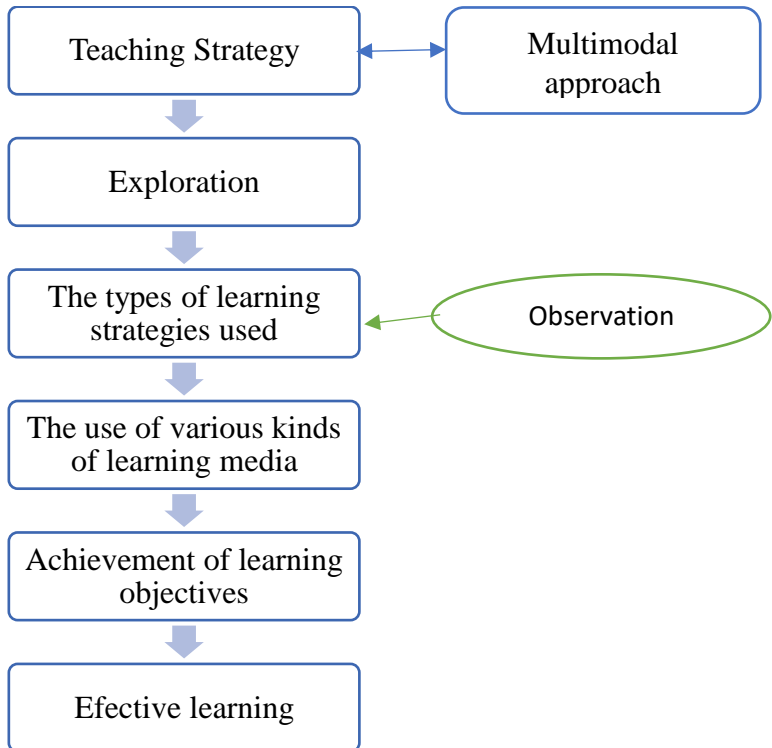 Teaching Strategy
Multimodal
approach
Exploration
The types of learning
strategies used
Observation
The use of various kinds
of learning media
Achievement of learning
objectives
Efective learning